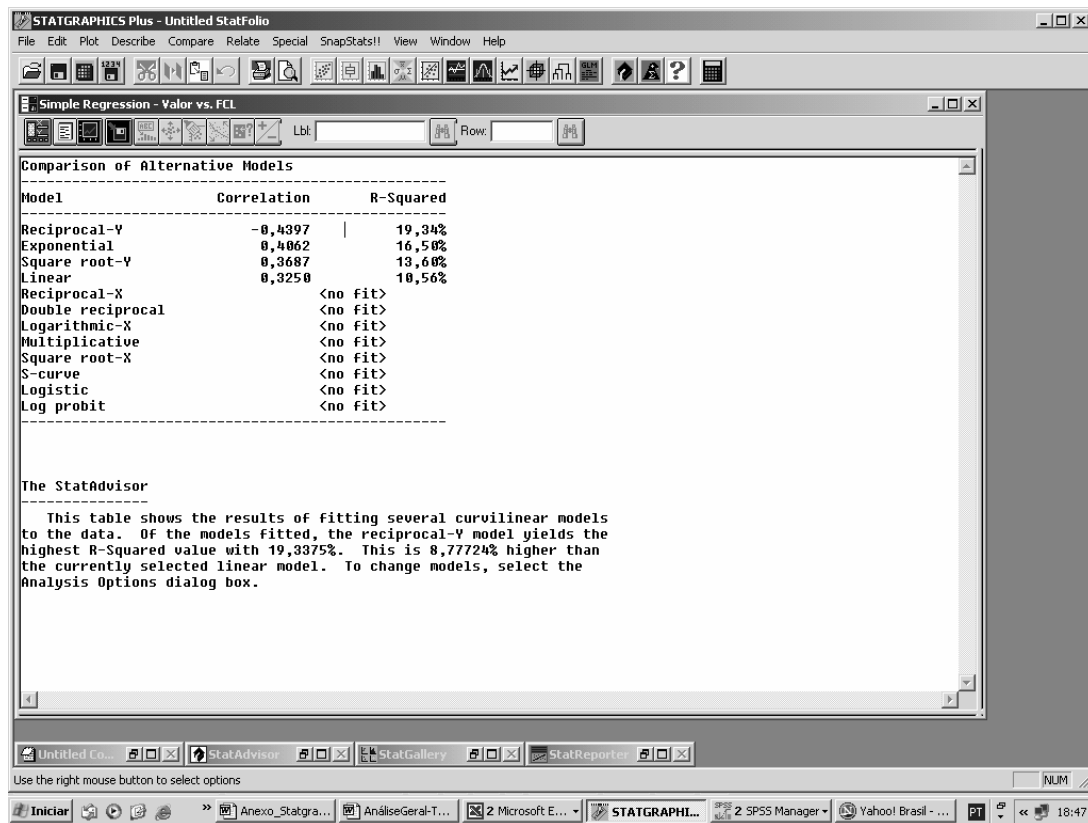 STATGRAPHICS Plus - Untitled StatFolio
File Edit Plot Describe Compare Relate Special SnapStats!! View Window Help
Simple Regression - Valor vs. FCL
Lbl: Row:
Comparison of Alternative Models
Model Correlation R-Squared
Reciprocal-Y -0,4397 19,34%
Exponential 0,4062 16,50%
Square root-Y 0,3687 13,60%
Linear 0,3250 10,56%
Reciprocal-X <no fit>
Double reciprocal <no fit>
Logarithmic-X <no fit>
Multiplicative <no fit>
Square root-X <no fit>
S-curve <no fit>
Logistic <no fit>
Log probit <no fit>
The StatAdvisor
This table shows the results of fitting several curvilinear models
to the data. Of the models fitted, the reciprocal-Y model yields the
highest R-Squared value with 19,3375%. This is 8,77724% higher than
the currently selected linear model. To change models, select the
Analysis Options dialog box.
Untitled Co... StatAdvisor StatGallery StatReporter
Use the right mouse button to select options NUM
Iniciar » Anexo_Statgra... AnáliseGeral-T... 2 Microsoft E... STATGRAPHI... 2 SPSS Manager Yahoo! Brasil - ... PT « 18:47